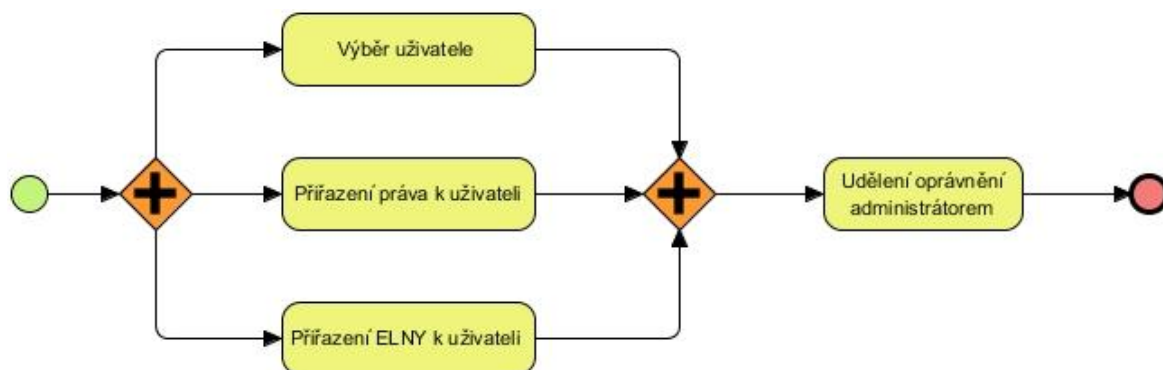 Výběr uživatele
Přiřazení práva k uživateli
Udělení oprávnění
administrátorem
Přiřazení ELNY k uživateli